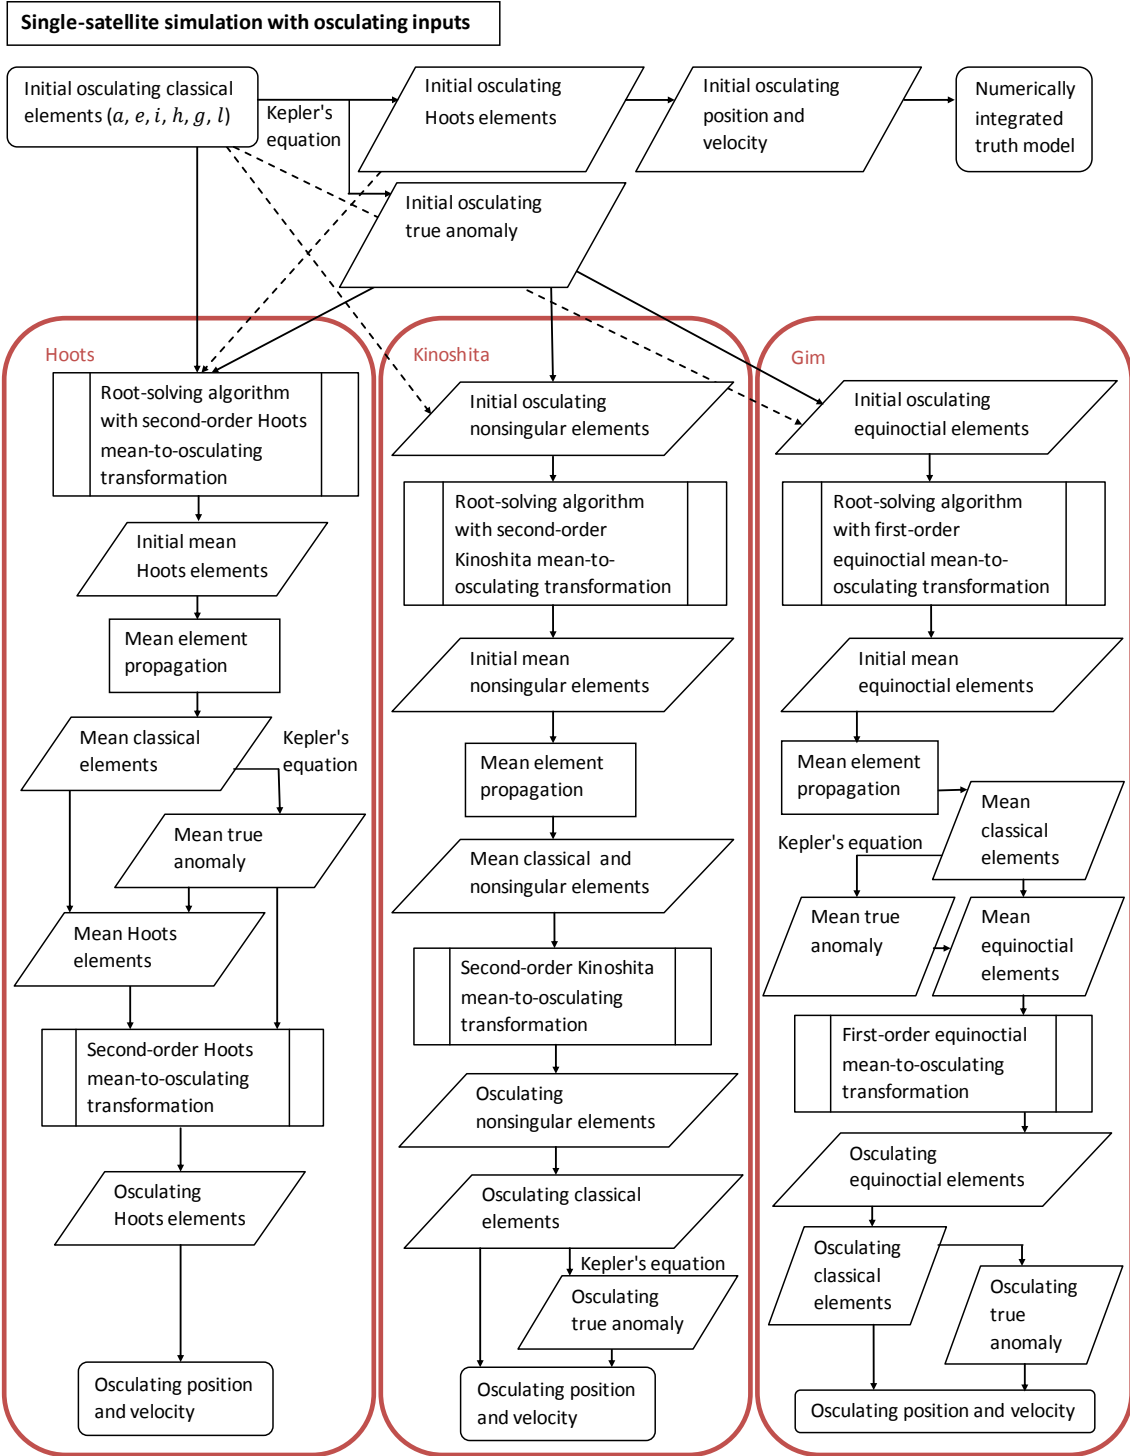 Single-satellite simulation with osculating inputs
Initial osculating classical
elements (a, e, i, h, g, l)
Kepler's
equation
Initial osculating
Hoots elements
Initial osculating
position and
velocity
Numerically
integrated
truth model
Initial osculating
true anomaly
Hoots
Root-solving algorithm
with second-order Hoots
mean-to-osculating
transformation
Initial mean
Hoots elements
Mean element
propagation
Mean classical
elements
Kepler's
equation
Mean true
anomaly
Mean Hoots
elements
Second-order Hoots
mean-to-osculating
transformation
Osculating
Hoots elements
Osculating position
and velocity
Kinoshita
Initial osculating
nonsingular elements
Root-solving algorithm
with second-order
Kinoshita mean-to-
osculating transformation
Initial mean
nonsingular elements
Mean element
propagation
Mean classical and
nonsingular elements
Second-order Kinoshita
mean-to-osculating
transformation
Osculating
nonsingular elements
Osculating classical
elements
Kepler's equation
Osculating
true anomaly
Osculating position
and velocity
Gim
Initial osculating
equinoctial elements
Root-solving algorithm
with first-order
equinoctial mean-to-
osculating transformation
Initial mean
equinoctial elements
Mean element
propagation
Mean
classical
elements
Kepler's equation
Mean true
anomaly
Mean
equinoctial
elements
First-order equinoctial
mean-to-osculating
transformation
Osculating
equinoctial elements
Osculating
classical
elements
Osculating
true
anomaly
Osculating position and velocity